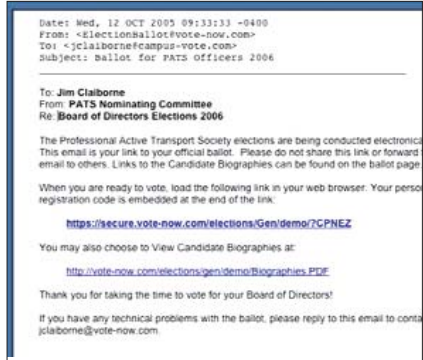 Date: Wed, 12 OCT 2005 09:33:33 -0400
From: <ElectionBallot@vote-now.com>
To: <jclaiborne@campus-vote.com>
Subject: Ballot for PATS Officers 2006
To: Jim Claiborne
From: PATS Nominating Committee
Re: Board of Directors Elections 2006
The Professional Active Transport Society elections are being conducted electronica
This email is your link to your official ballot. Please do not share this link or forward
email to others. Links to the Candidate Biographies can be found on the ballot page
When you are ready to vote, load the following link in your web browser. Your perso
registration code is embedded at the end of the link:
https://secure.vote-now.com/elections/Gen/demo/?CPNEZ
You may also choose to View Candidate Biographies at:
http://vote-now.com/elections/gen/demo/Biographies.PDF
Thank you for taking the time to vote for your Board of Directors!
If you have any technical problems with the ballot, please reply to this email to conta
jclaiborne@vote-now.com